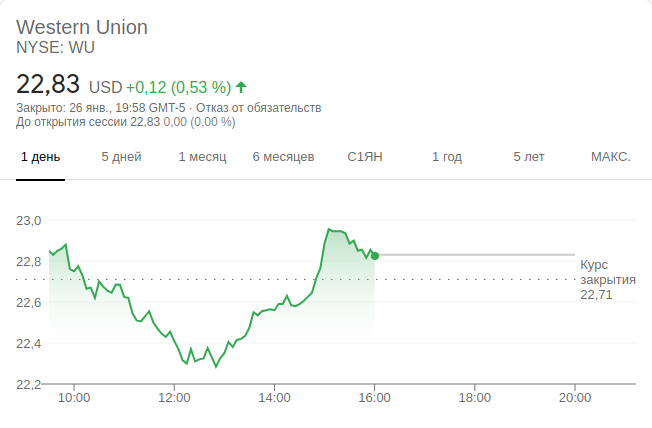 Western Union
NYSE: WU
22,83 USD +0,12 (0,53 %)
Закрыто: 26 янв., 19:58 GMT-5 · Отказ от обязательств
До открытия сессии 22,83 0,00 (0,00 %)
1 день 5 дней 1 месяц 6 месяцев С1ЯН 1 год 5 лет МАКС.
23,0
22,8
Курс
закрытия
22,71
22,6
22,4
22,2
10:00 12:00 14:00 16:00 18:00 20:00